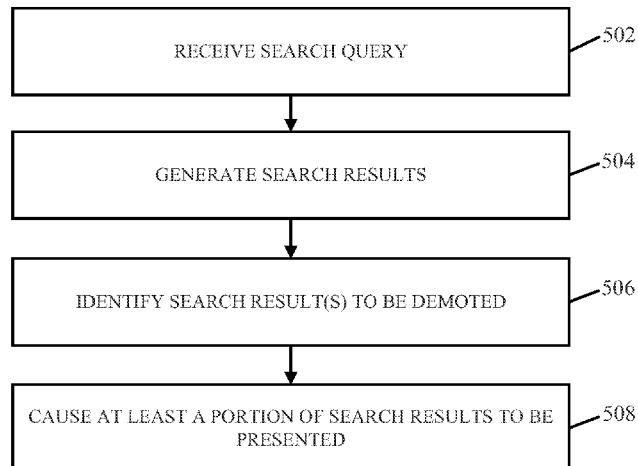 RECEIVE SEARCH QUERY
502
GENERATE SEARCH RESULTS
504
IDENTIFY SEARCH RESULT(S) TO BE DEMOTED
506
CAUSE AT LEAST A PORTION OF SEARCH RESULTS TO BE
PRESENTED
508